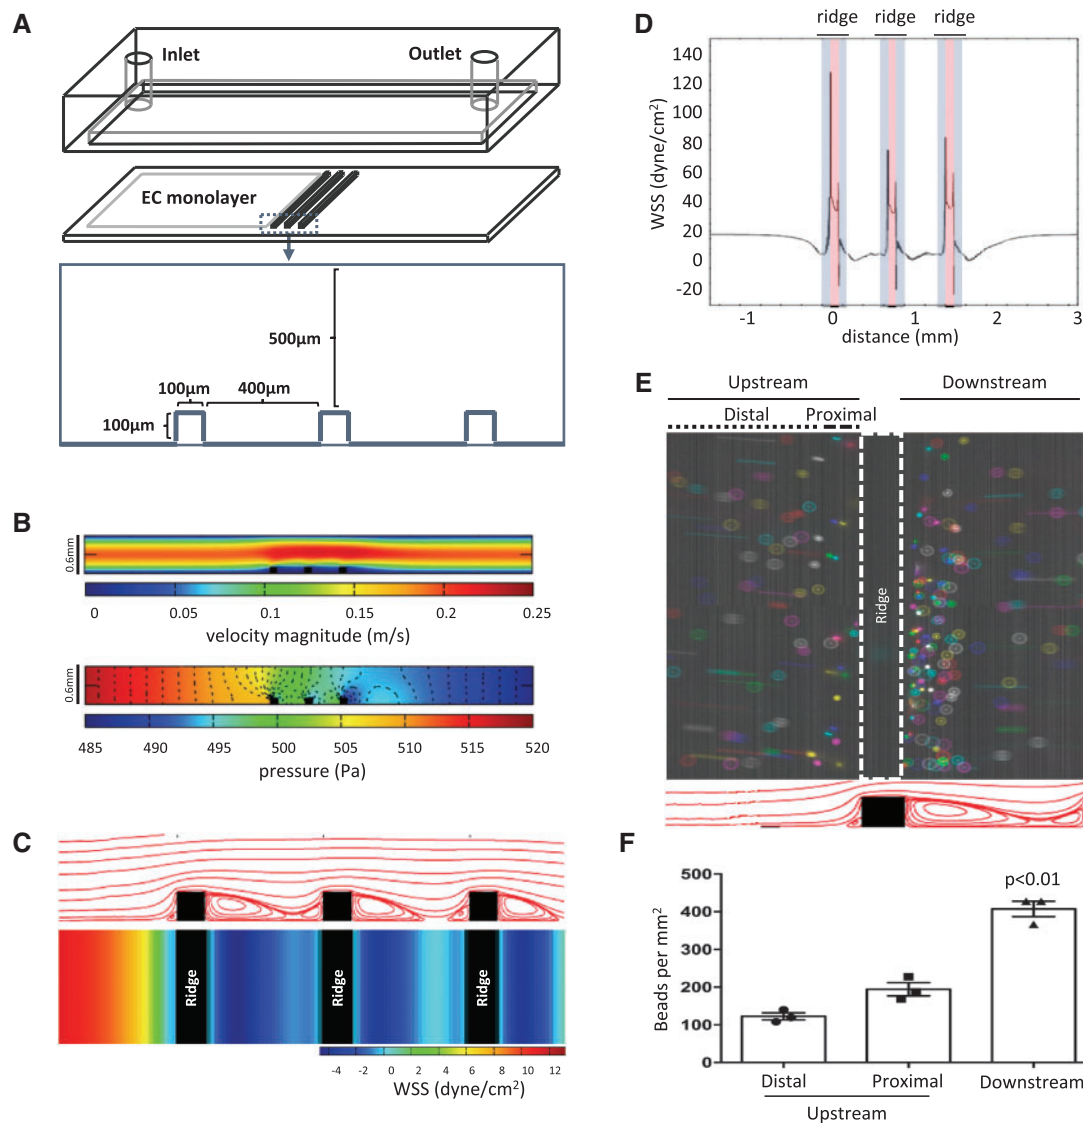 A
Inlet
Outlet
EC monolayer
500μm
100μm
400μm
100μm
B
0.6mm
0 0.05 0.1 0.15 0.2 0.25
velocity magnitude (m/s)
0.6mm
485 490 495 500 505 510 515 520
pressure (Pa)
C
Ridge
Ridge
Ridge
-4 -2 0 2 4 6 8 10 12
WSS (dyne/cm²)
D
ridge
ridge
ridge
140
120
100
80
60
40
20
0
-20
WSS (dyne/cm²)
-1 0 1 2 3
distance (mm)
E
Upstream
Downstream
Distal
Proximal
Ridge
F
500
400
300
200
100
0
Beads per mm²
p<0.01
Distal
Proximal
Downstream
Upstream